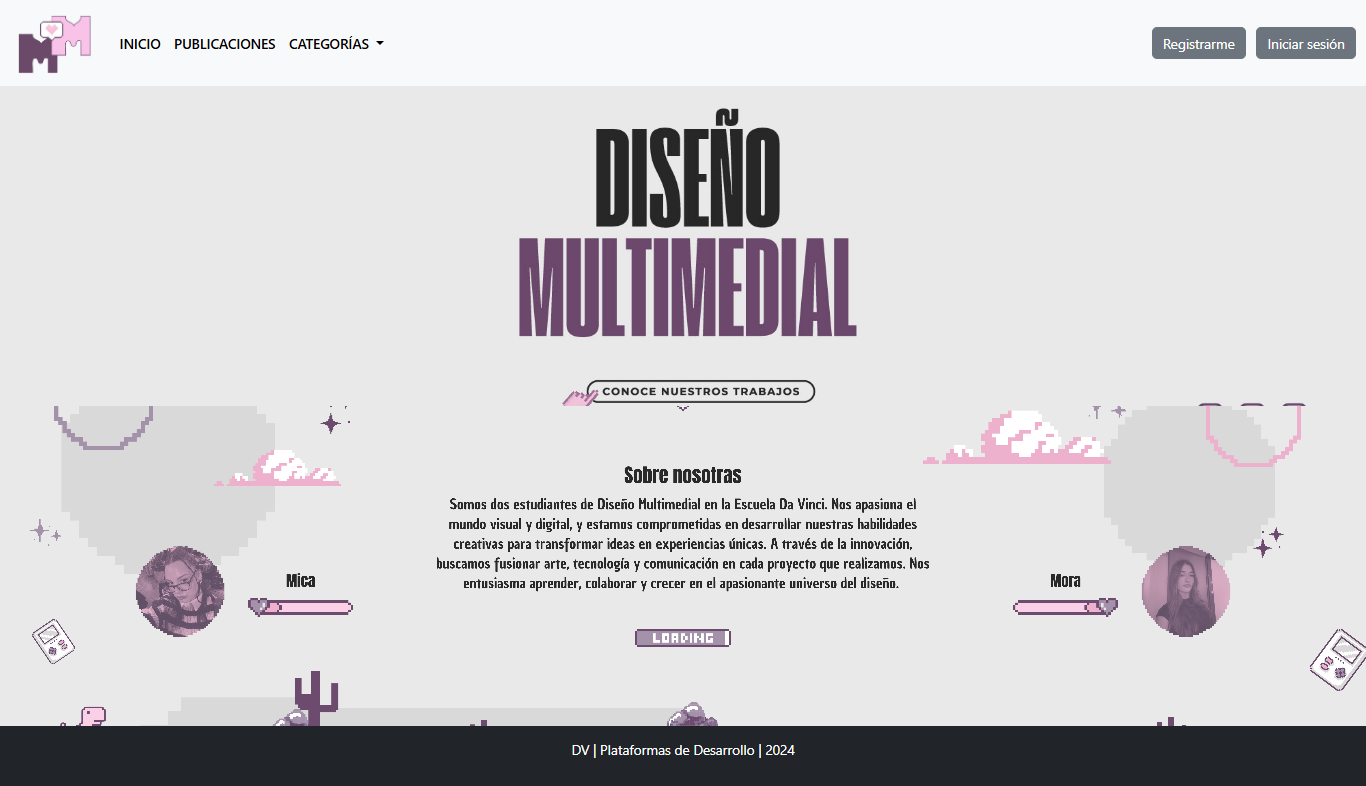 MM
INICIO PUBLICACIONES CATEGORÍAS
Registrarme Iniciar sesión
DISEÑO
MULTIMEDIAL
CONOCE NUESTROS TRABAJOS
Sobre nosotras
Somos dos estudiantes de Diseño Multimedial en la Escuela Da Vinci. Nos apasiona el
mundo visual y digital, y estamos comprometidas en desarrollar nuestras habilidades
creativas para transformar ideas en experiencias únicas. A través de la innovación,
buscamos fusionar arte, tecnología y comunicación en cada proyecto que realizamos. Nos
entusiasma aprender, colaborar y crecer en el apasionante universo del diseño.
Mica
Mora
LOADING
DV | Plataformas de Desarrollo | 2024